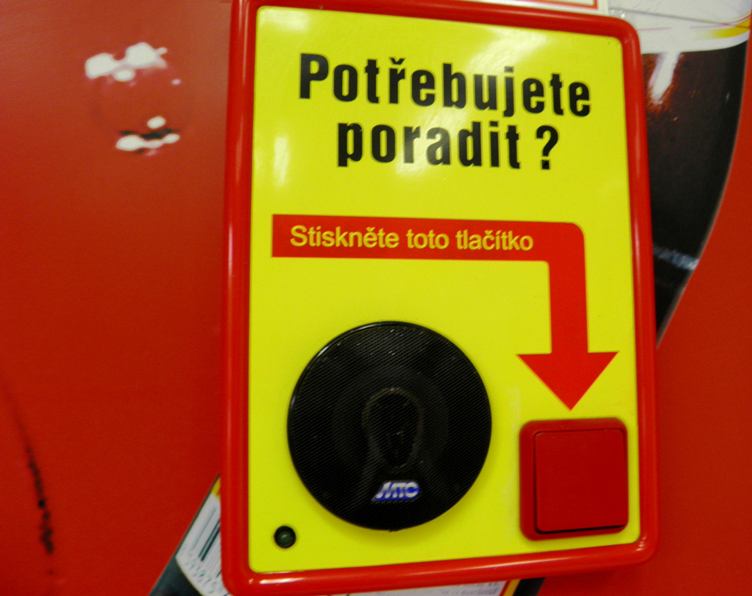 Potřebujete
poradit ?
Stiskněte toto tlačítko